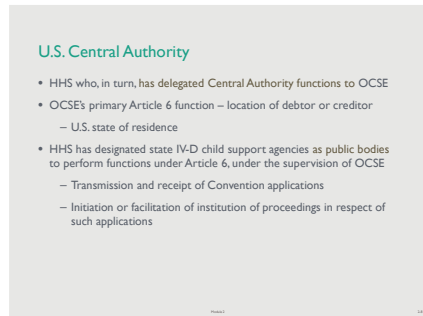 U.S. Central Authority
• HHS who, in turn, has delegated Central Authority functions to OCSE
• OCSE's primary Article 6 function – location of debtor or creditor
– U.S. state of residence
• HHS has designated state IV-D child support agencies as public bodies
to perform functions under Article 6, under the supervision of OCSE
– Transmission and receipt of Convention applications
– Initiation or facilitation of institution of proceedings in respect of
such applications